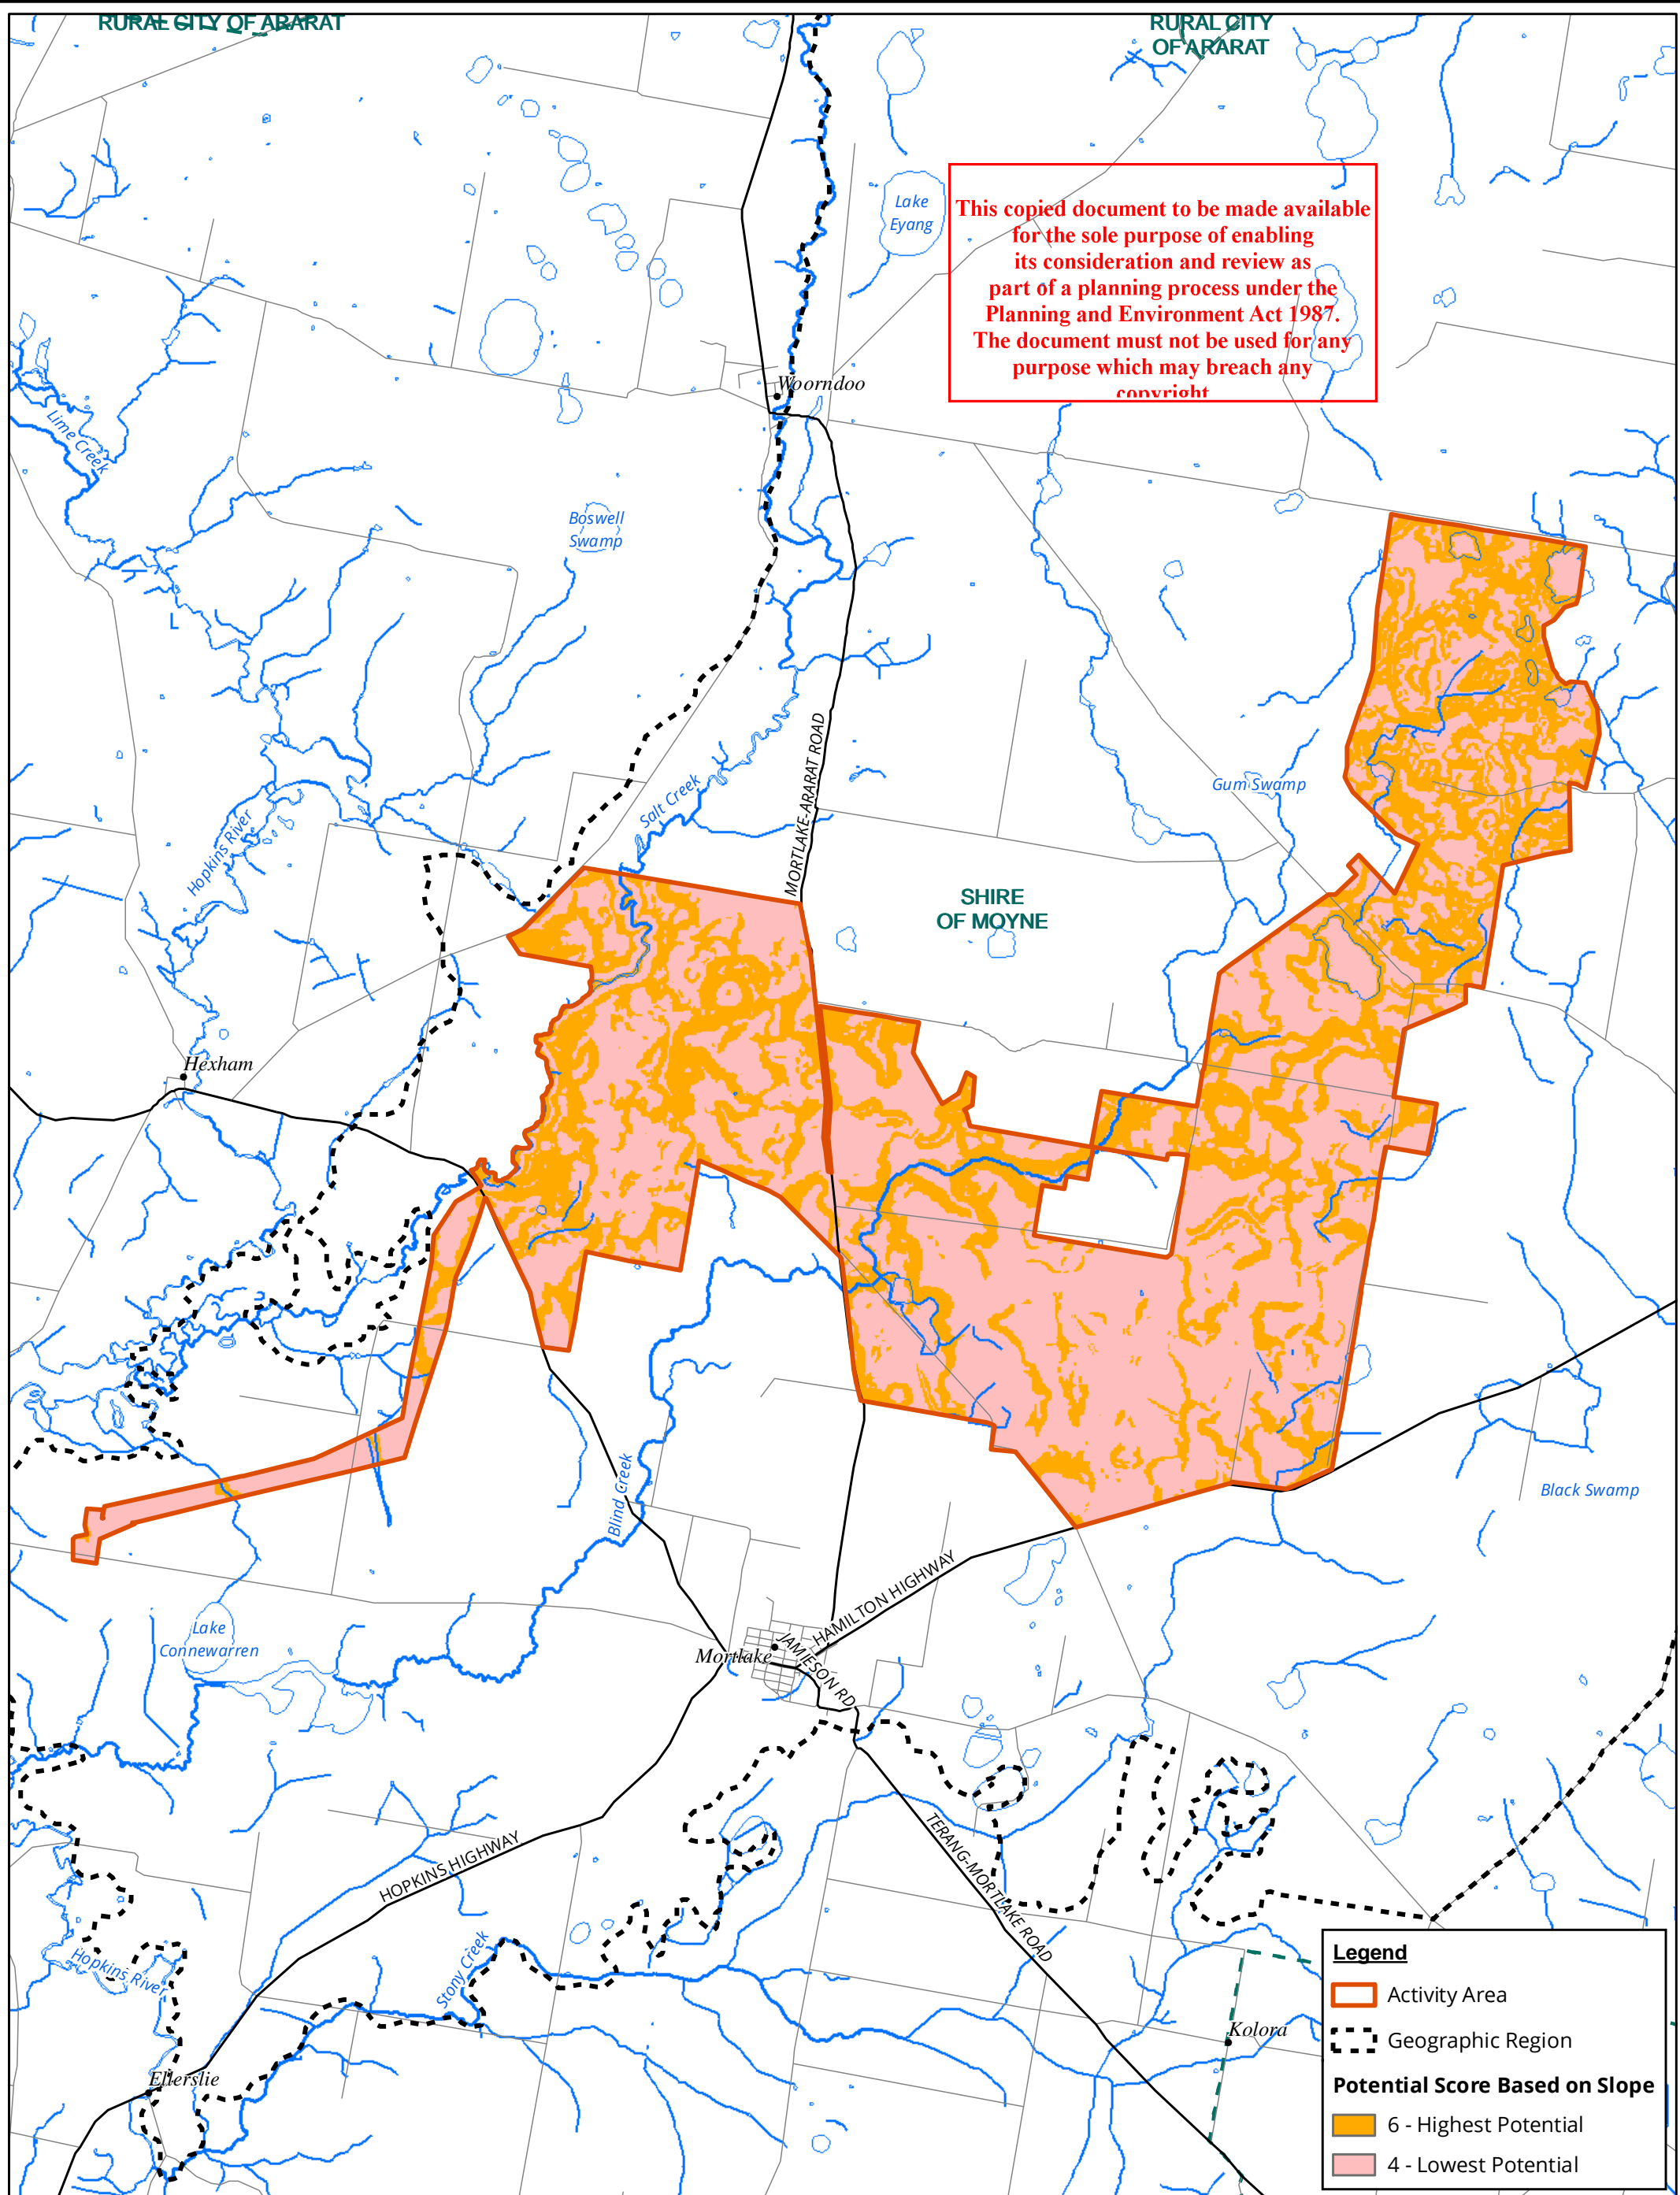 RURAL CITY OF ARARAT
RURAL CITY
OF ARARAT
This copied document to be made available
for the sole purpose of enabling
its consideration and review as
part of a planning process under the
Planning and Environment Act 1987.
The document must not be used for any
purpose which may breach any
copyright
Lake
Eyang
Woorndoo
Lime Creek
Boswell
Swamp
MORTLAKE-ARARAT ROAD
Salt Creek
Gum Swamp
Hopkins River
SHIRE
OF MOYNE
Hexham
Blind Creek
Black Swamp
HAMILTON HIGHWAY
Lake
Connewarren
Mortlake
JAMIESON RD
HOPKINS HIGHWAY
TERANG-MORTLAKE ROAD
Stony Creek
Hopkins River
Kolora
Ellerslie
Legend
Activity Area
Geographic Region
Potential Score Based on Slope
6 - Highest Potential
4 - Lowest Potential